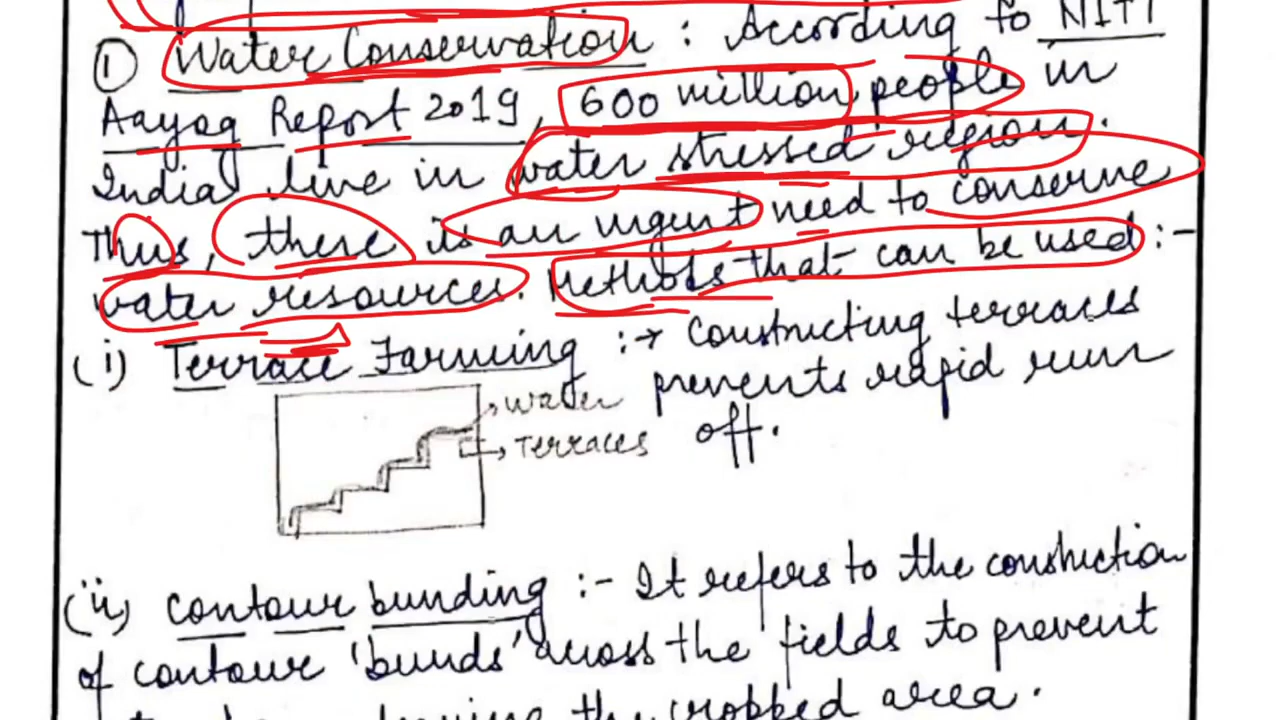 ① Water Conservation : According to NITI
Aayog Report 2019, 600 million people in
India live in water stressed region.
Thus, there is an urgent need to conserve
water resources. Methods that can be used :-
(i) Terrace Farming :→ Constructing terraces
prevents rapid run
off.
water
Terraces
(ii) Contour bunding :- It refers to the construction
of contour 'bunds' across the fields to prevent
the cropped area.